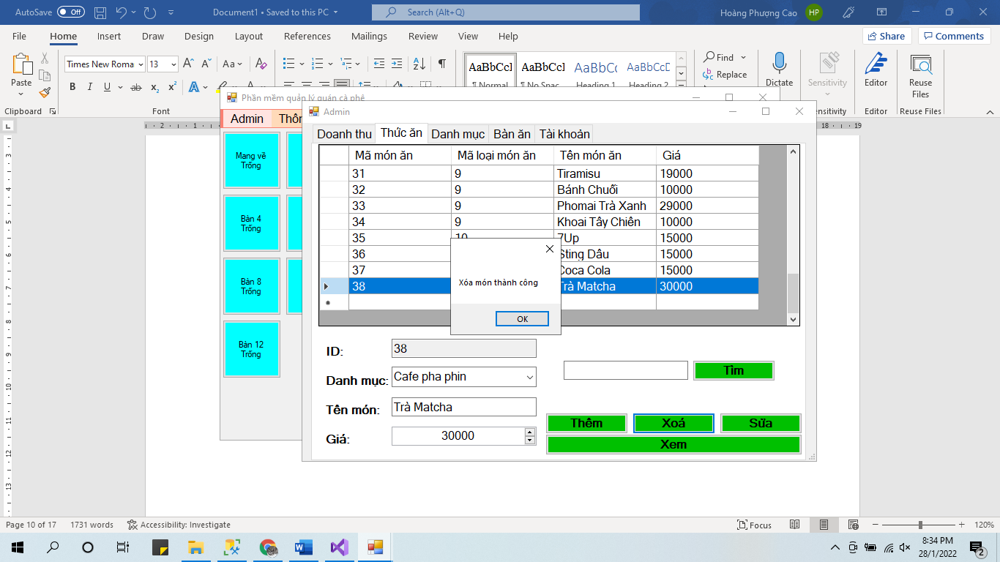 AutoSave Off Document1 • Saved to this PC Search (Alt+Q) Hoàng Phượng Cao HP
File Home Insert Draw Design Layout References Mailings Review View Help Share Comments
Times New Roma 13 Aa AaBbCcI AaBbCcI AaBbCc AaBbCcD Find
Paste B I U ab x₂ x² A ¶ Normal ¶ No Spac... Heading 1 Heading 2 Replace Dictate Sensitivity Editor Reuse Files
Clipboard Font Sensitivity Editor Reuse Files
Phần mềm quản lý quán cà phê
Admin Thôn
Mang về
Trống
Bàn 4
Trống
Bàn 8
Trống
Bàn 12
Trống
Admin
Doanh thu Thức ăn Danh mục Bàn ăn Tài khoản
Mã món ăn Mã loại món ăn Tên món ăn Giá
31 9 Tiramisu 19000
32 9 Bánh Chuối 10000
33 9 Phomai Trà Xanh 29000
34 9 Khoai Tây Chiên 10000
35 10 7Up 15000
36 Sting Dâu 15000
37 Coca Cola 15000
38 Trà Matcha 30000
Xóa món thành công
OK
ID: 38
Danh mục: Cafe pha phin
Tên món: Trà Matcha
Giá: 30000
Tìm
Thêm Xoá Sửa
Xem
Page 10 of 17 1731 words Accessibility: Investigate Focus 120%
8:34 PM
28/1/2022
2